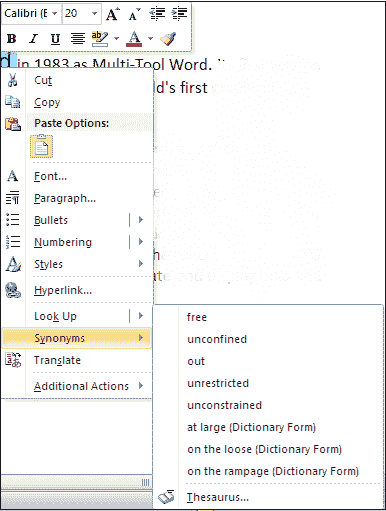 Calibri (E 20
B I U
d in 1983 as Multi-Tool Word.
d's first
Cut
Copy
Paste Options:
Font...
Paragraph...
Bullets
Numbering
Styles
Hyperlink...
Look Up
Synonyms
Translate
Additional Actions
free
unconfined
out
unrestricted
unconstrained
at large (Dictionary Form)
on the loose (Dictionary Form)
on the rampage (Dictionary Form)
Thesaurus...